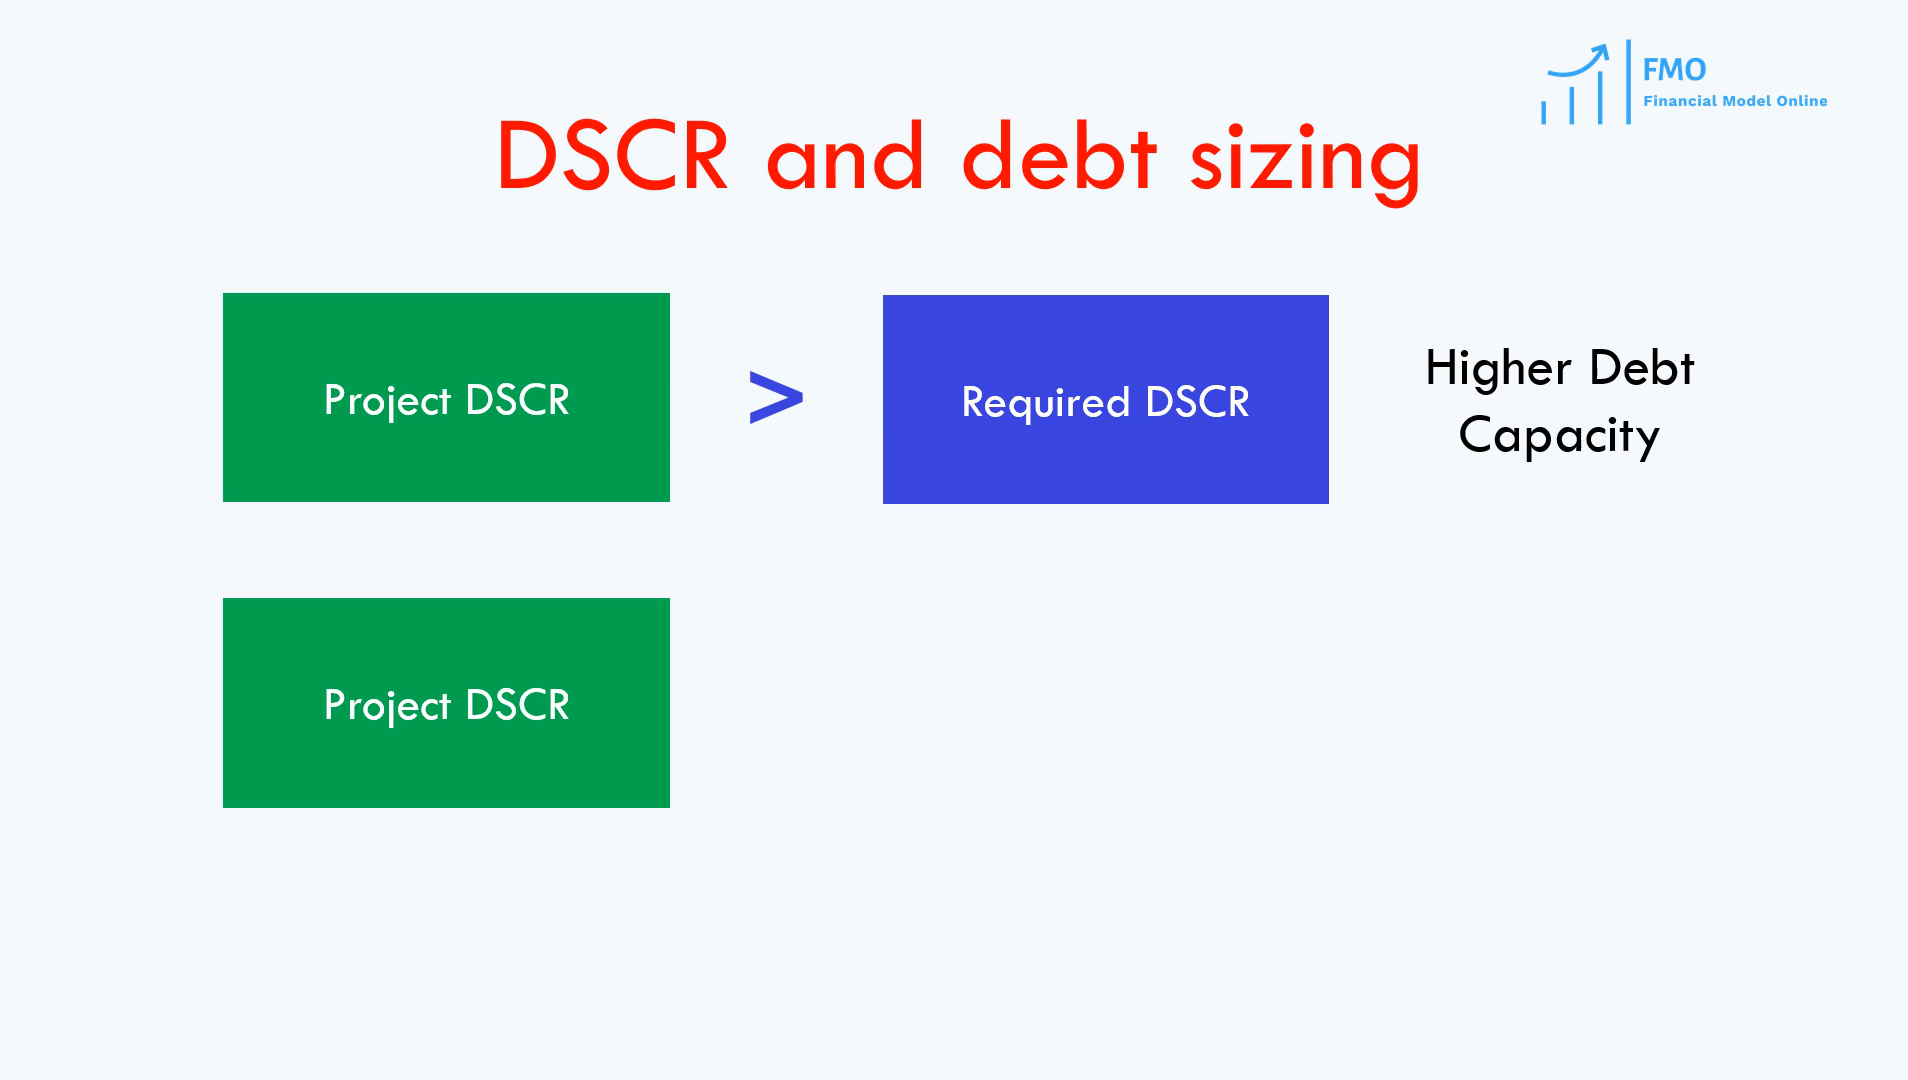 FMO
Financial Model Online
DSCR and debt sizing
Project DSCR
>
Required DSCR
Higher Debt
Capacity
Project DSCR